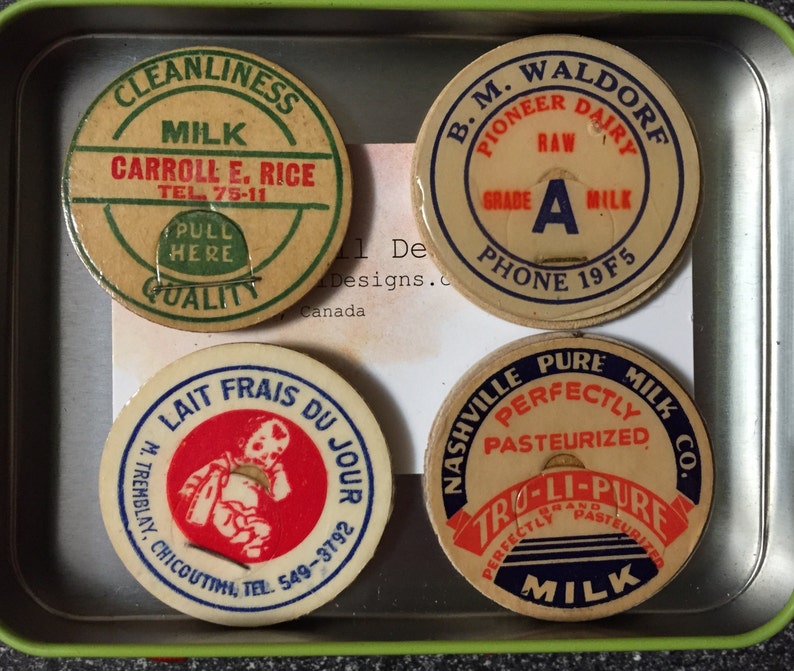 CLEANLINESS
MILK
CARROLL E. RICE
TEL. 75-11
PULL
HERE
QUALITY
B. M. WALDORF
PIONEER DAIRY
RAW
GRADE A MILK
PHONE 19F5
Canada
LAIT FRAIS DU JOUR
M. TREMBLAY, CHICOUTIMI, TEL. 549-3792
NASHVILLE PURE MILK CO.
PERFECTLY
PASTEURIZED
TRU-LI-PURE
BRAND
PERFECTLY PASTEURIZED
MILK